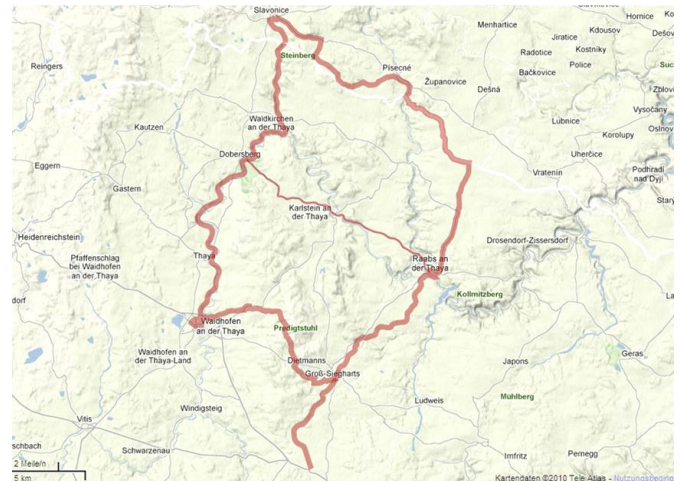 Slavonice
Menhartice
Hornice
Kdousov
Jiratice
Radotice
Kostníky
Steinberg
Reingers
Písečné
Bačkovice
Police
Županovice
Dešná
Vysočany
Lubnice
Waldkirchen
an der Thaya
Kautzen
Korolupy
Dobersberg
Uherčice
Eggern
Podhradí
nad Dyjí
Vratenín
Gastern
Karlstein an
der Thaya
Heidenreichstein
Drosendorf-Zissersdorf
Pfaffenschlag
bei Waidhofen
an der Thaya
Thaya
Raabs an
der Thaya
Kollmitzberg
Waidhofen
an der Thaya
Predigtstuhl
Waidhofen an
der Thaya-Land
Dietmanns
Japons
Geras
Groß-Siegharts
Mühlberg
Windigsteig
Ludweis
Vitis
Schwarzenau
Irnfritz
Pernegg
2 Meile/n
5 km
Kartendaten ©2010 Tele Atlas - Nutzungsbeding